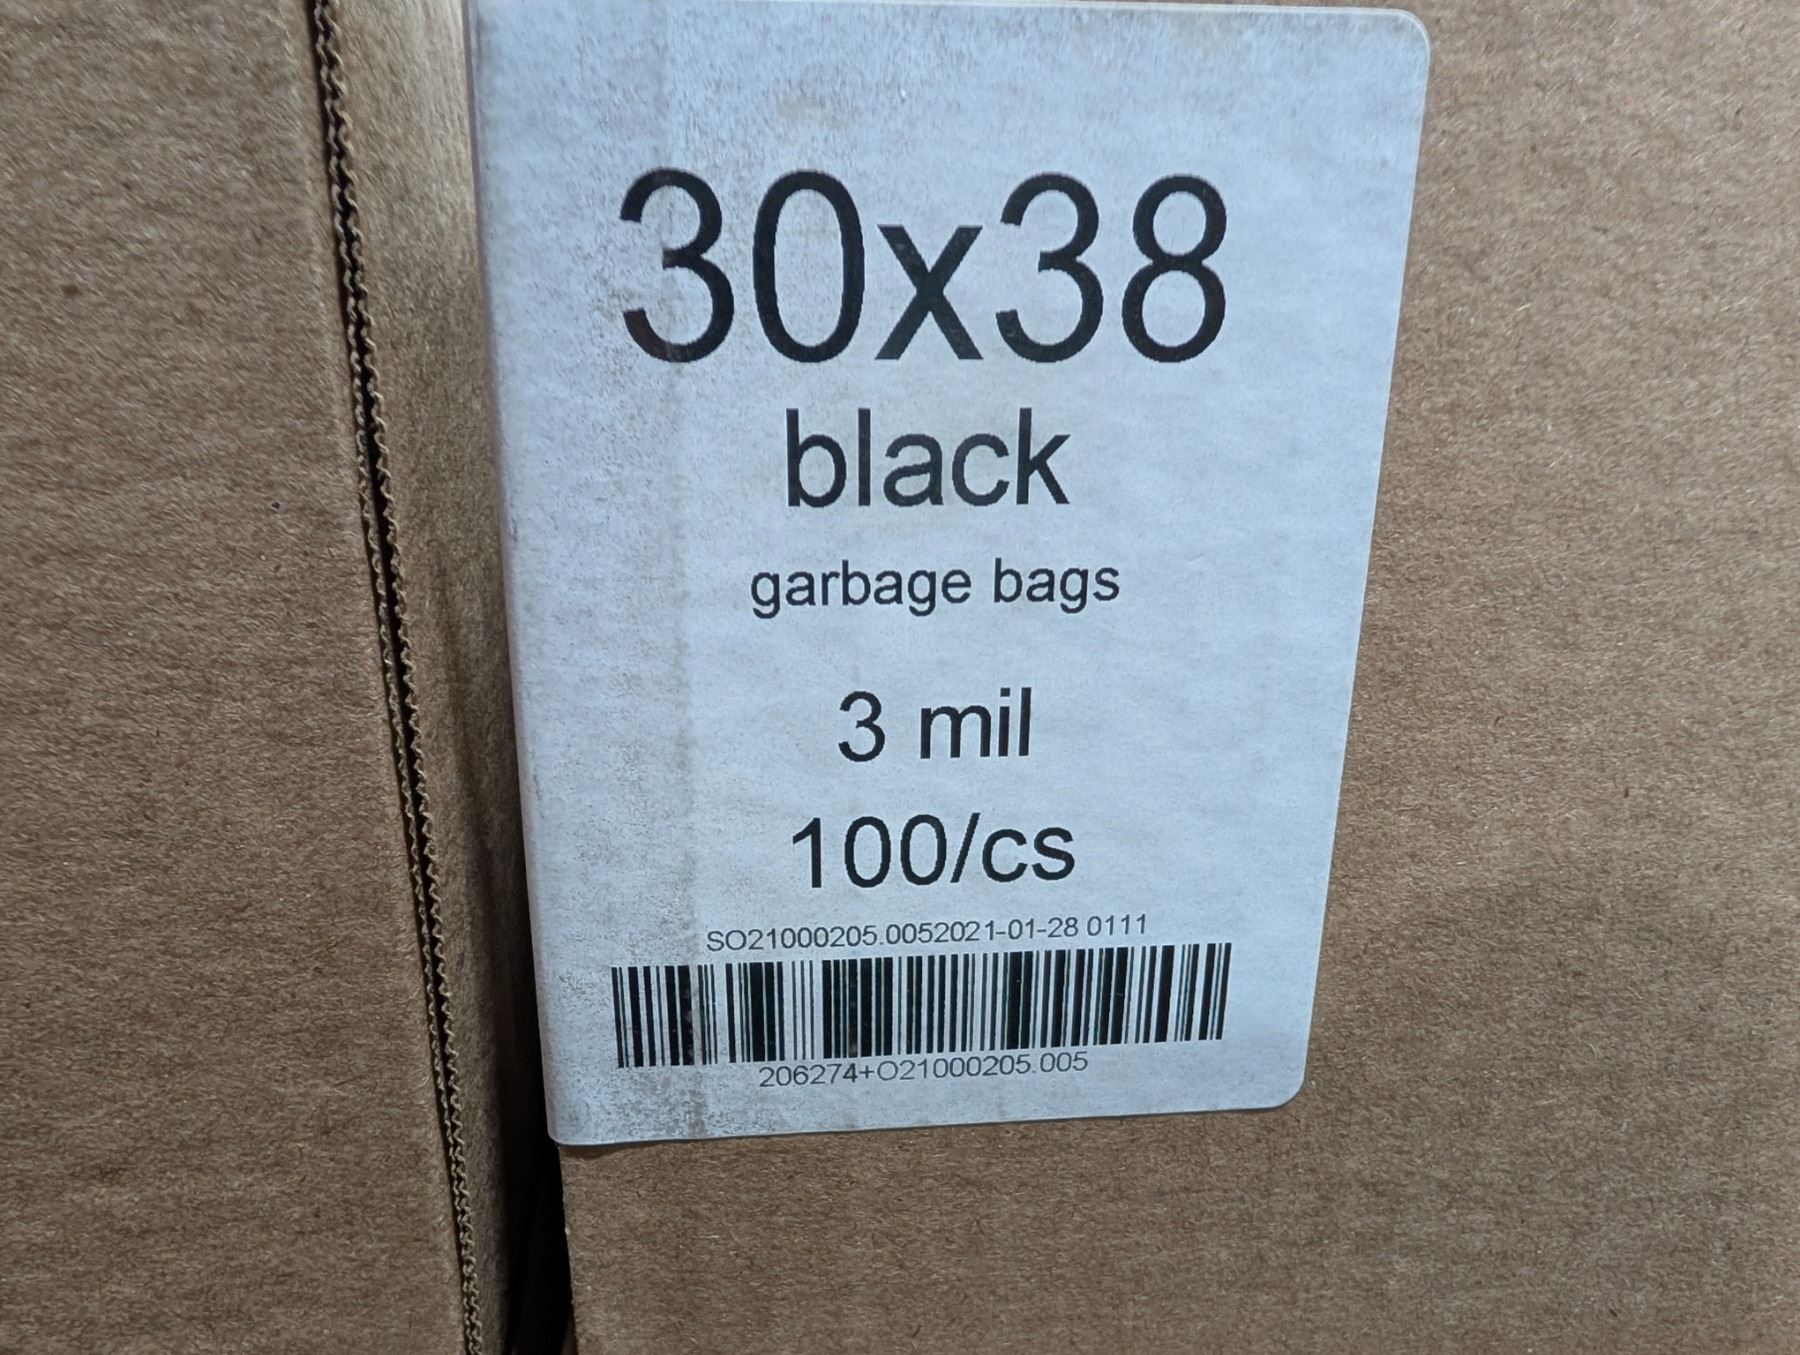 30x38
black
garbage bags
3 mil
100/cs
SO21000205.0052021-01-28 0111
206274+O21000205.005